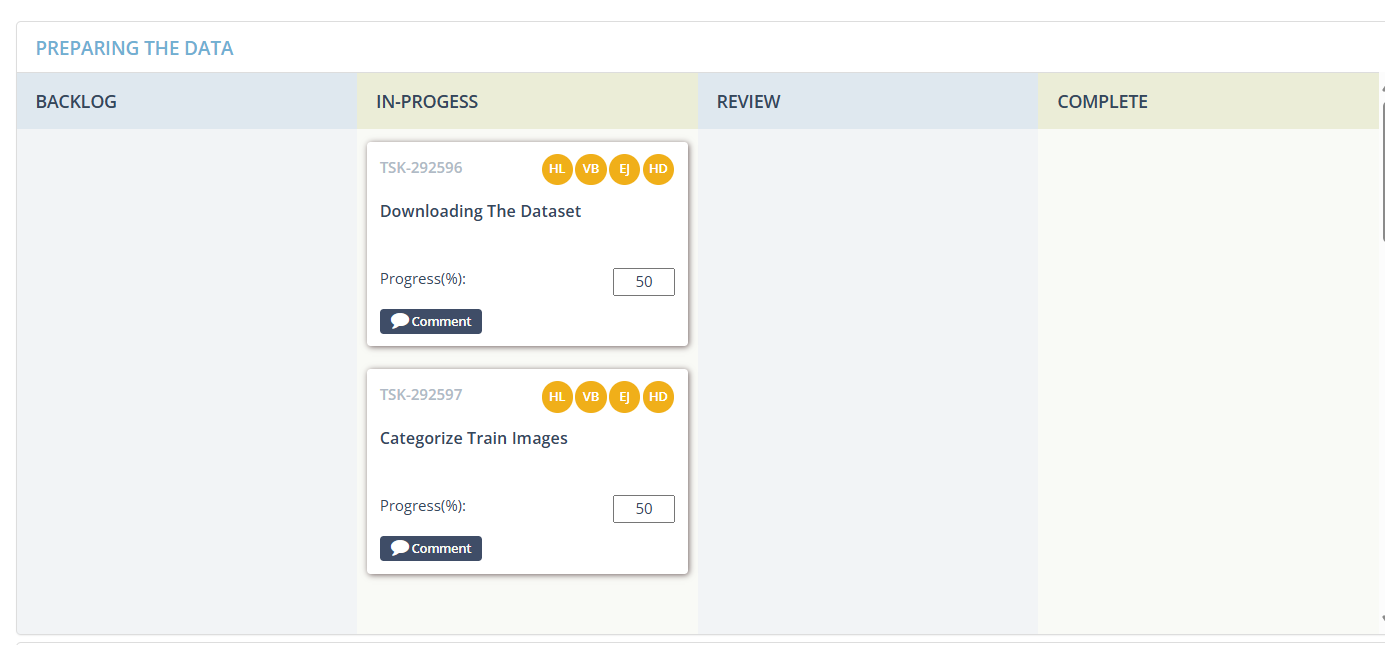 PREPARING THE DATA
BACKLOG
IN-PROGESS
REVIEW
COMPLETE
TSK-292596 HL VB EJ HD
Downloading The Dataset
Progress(%): 50
Comment
TSK-292597 HL VB EJ HD
Categorize Train Images
Progress(%): 50
Comment